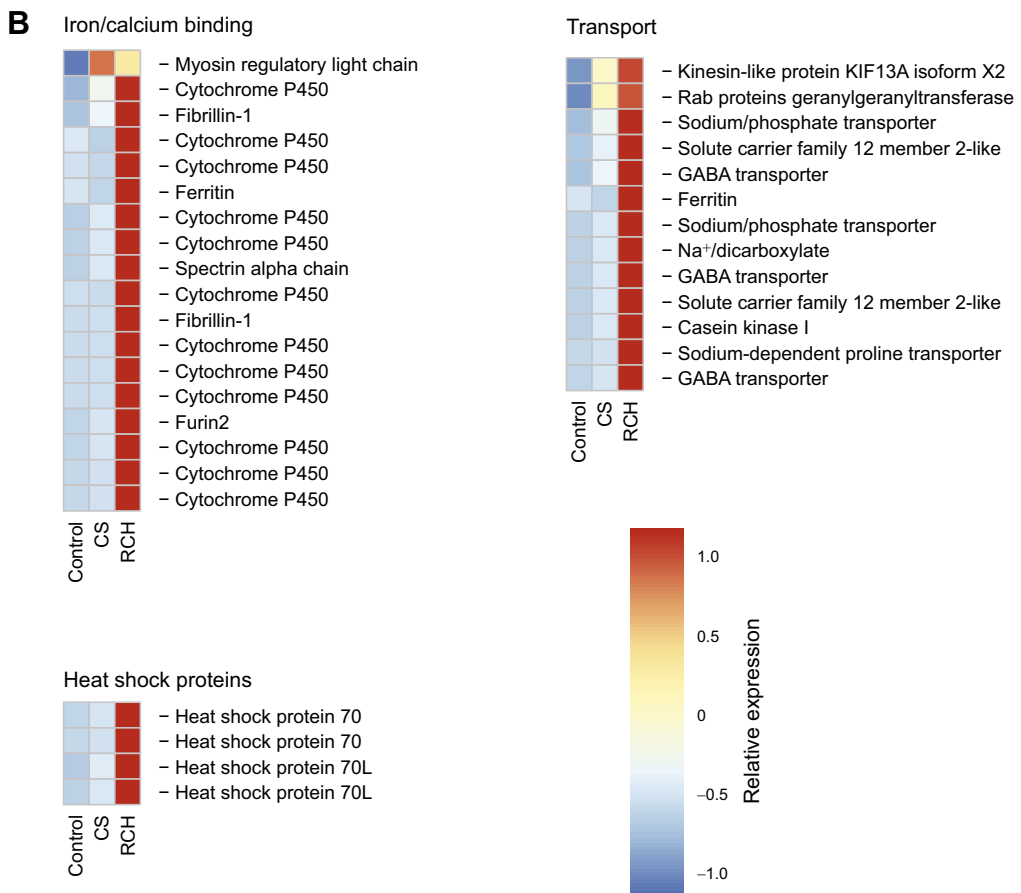 B
Iron/calcium binding
– Myosin regulatory light chain
– Cytochrome P450
– Fibrillin-1
– Cytochrome P450
– Cytochrome P450
– Ferritin
– Cytochrome P450
– Cytochrome P450
– Spectrin alpha chain
– Cytochrome P450
– Fibrillin-1
– Cytochrome P450
– Cytochrome P450
– Cytochrome P450
– Furin2
– Cytochrome P450
– Cytochrome P450
– Cytochrome P450
Control
CS
RCH
Transport
– Kinesin-like protein KIF13A isoform X2
– Rab proteins geranylgeranyltransferase
– Sodium/phosphate transporter
– Solute carrier family 12 member 2-like
– GABA transporter
– Ferritin
– Sodium/phosphate transporter
– Na⁺/dicarboxylate
– GABA transporter
– Solute carrier family 12 member 2-like
– Casein kinase I
– Sodium-dependent proline transporter
– GABA transporter
Control
CS
RCH
Heat shock proteins
– Heat shock protein 70
– Heat shock protein 70
– Heat shock protein 70L
– Heat shock protein 70L
Control
CS
RCH
1.0
0.5
0
–0.5
–1.0
Relative expression